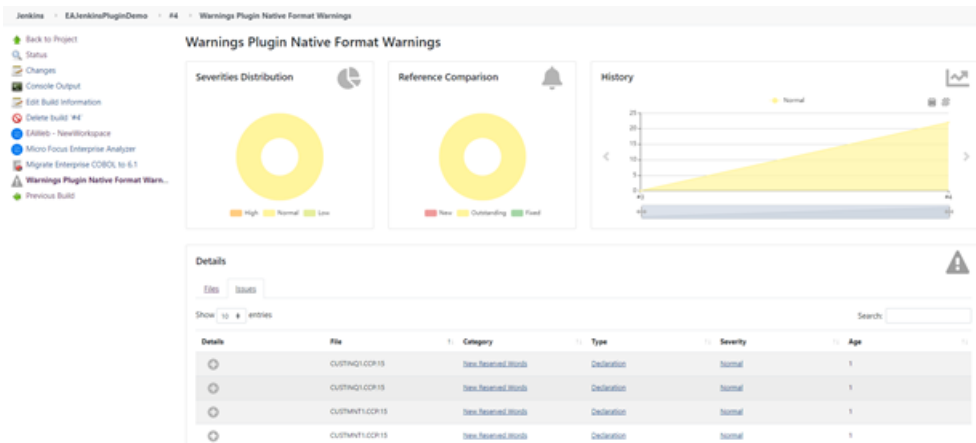 Jenkins › EAJenkinsPluginDemo › #4 › Warnings Plugin Native Format Warnings
Back to Project
Status
Changes
Console Output
Edit Build Information
Delete build '#4'
EAWeb - NewWorkspace
Micro Focus Enterprise Analyzer
Migrate Enterprise COBOL to 6.1
Warnings Plugin Native Format Warn...
Previous Build
Warnings Plugin Native Format Warnings
Severities Distribution
High Normal Low
Reference Comparison
New Outstanding Fixed
History
Normal
25
20
15
10
5
0
#3 #4
Details
Files Issues
Show 10 entries
Search:
Details File Category Type Severity Age
CUSTINQ1.CCP:15 New Reserved Words Declaration Normal 1
CUSTINQ1.CCP:15 New Reserved Words Declaration Normal 1
CUSTMNT1.CCP:15 New Reserved Words Declaration Normal 1
CUSTMNT1.CCP:15 New Reserved Words Declaration Normal 1